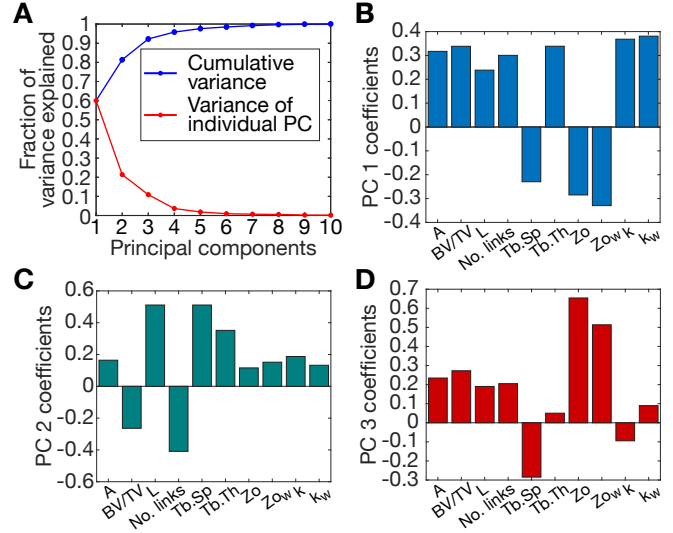 A
Fraction of
variance explained
1
0.9
0.8
0.7
0.6
0.5
0.4
0.3
0.2
0.1
0
Cumulative
variance
Variance of
individual PC
1 2 3 4 5 6 7 8 9 10
Principal components
B
PC 1 coefficients
0.4
0.3
0.2
0.1
0
-0.1
-0.2
-0.3
-0.4
A BV/TV L No. links Tb.Sp Tb.Th Zo Zow k kw
C
PC 2 coefficients
0.6
0.4
0.2
0
-0.2
-0.4
-0.6
A BV/TV L No. links Tb.Sp Tb.Th Zo Zow k kw
D
PC 3 coefficients
0.7
0.6
0.5
0.4
0.3
0.2
0.1
0
-0.1
-0.2
-0.3
A BV/TV L No. links Tb.Sp Tb.Th Zo Zow k kw